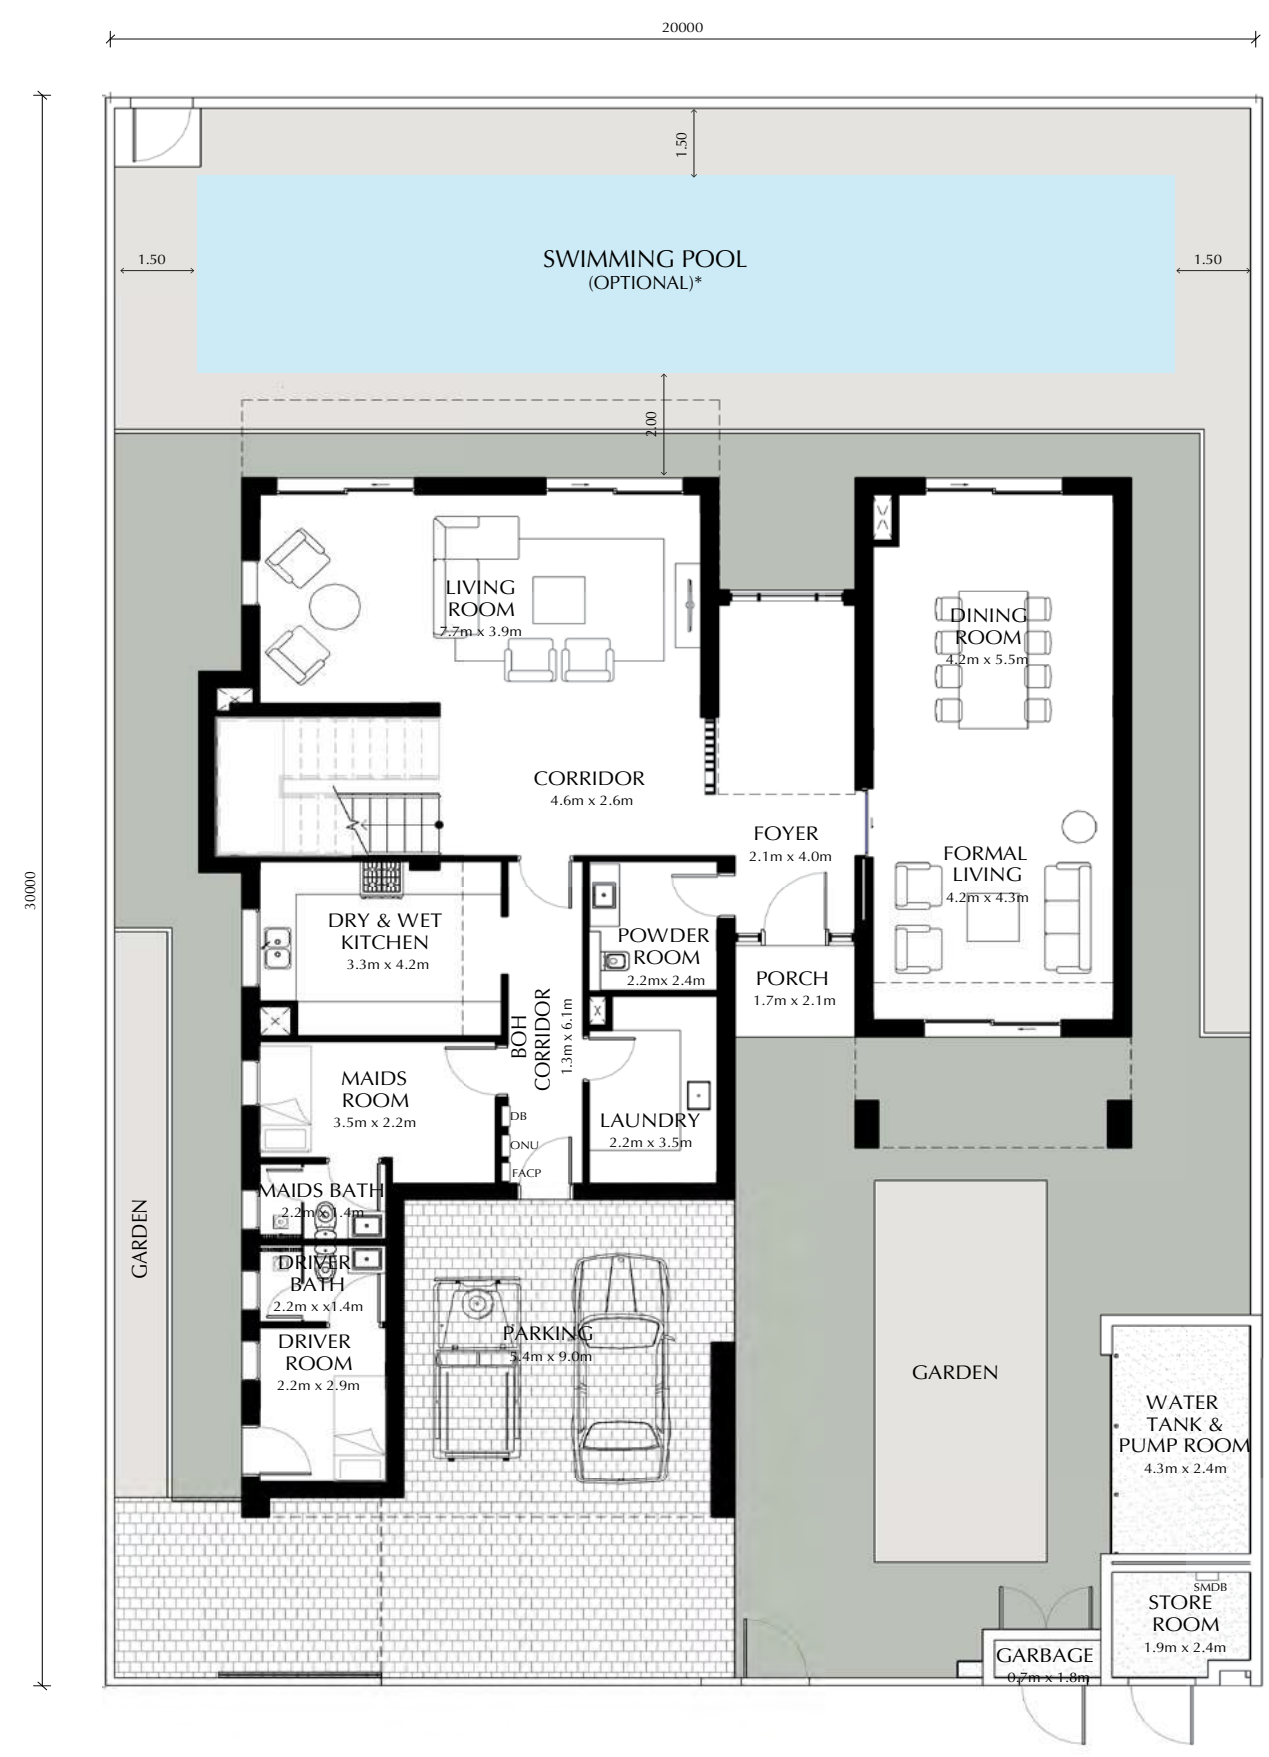 20000
1.50
SWIMMING POOL
(OPTIONAL)*
1.50
1.50
2.00
30000
LIVING
ROOM
7.7m x 3.9m
DINING
ROOM
4.2m x 5.5m
CORRIDOR
4.6m x 2.6m
FOYER
2.1m x 4.0m
FORMAL
LIVING
4.2m x 4.3m
DRY & WET
KITCHEN
3.3m x 4.2m
POWDER
ROOM
2.2mx 2.4m
PORCH
1.7m x 2.1m
BOH
CORRIDOR
1.3m x 6.1m
MAIDS
ROOM
3.5m x 2.2m
DB
ONU
FACP
LAUNDRY
2.2m x 3.5m
MAIDS BATH
2.2m x 1.4m
GARDEN
DRIVER
BATH
2.2m x x1.4m
DRIVER
ROOM
2.2m x 2.9m
PARKING
5.4m x 9.0m
GARDEN
WATER
TANK &
PUMP ROOM
4.3m x 2.4m
SMDB
STORE
ROOM
1.9m x 2.4m
GARBAGE
0.7m x 1.8m